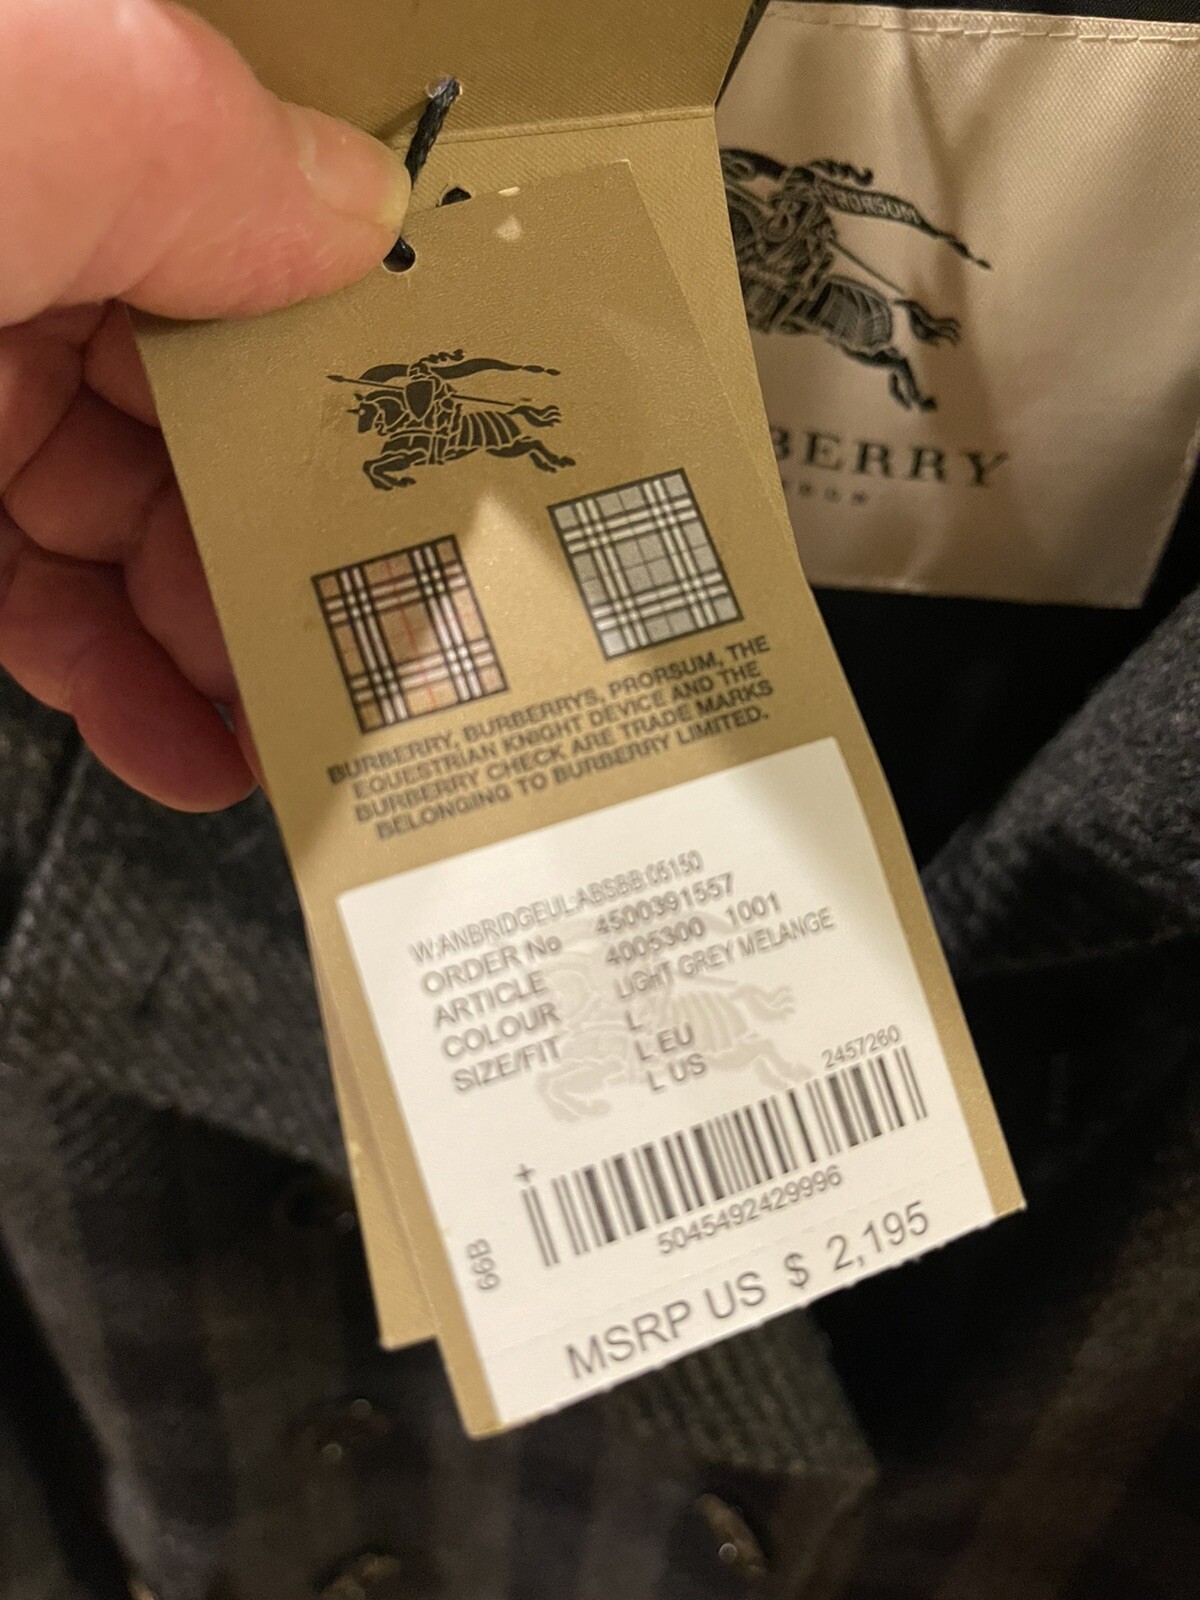 PRORSUM
BERRY
BURBERRY, BURBERRYS, PRORSUM, THE
EQUESTRIAN KNIGHT DEVICE AND THE
BURBERRY CHECK ARE TRADE MARKS
BELONGING TO BURBERRY LIMITED.
W:ANBRIDGEUL:ABSBB 05150
ORDER No 4500391557
ARTICLE 4005300 1001
COLOUR LIGHT GREY MELANGE
SIZE/FIT L
L EU
L US
2457260
+
5045492429996
66B
MSRP US $ 2,195